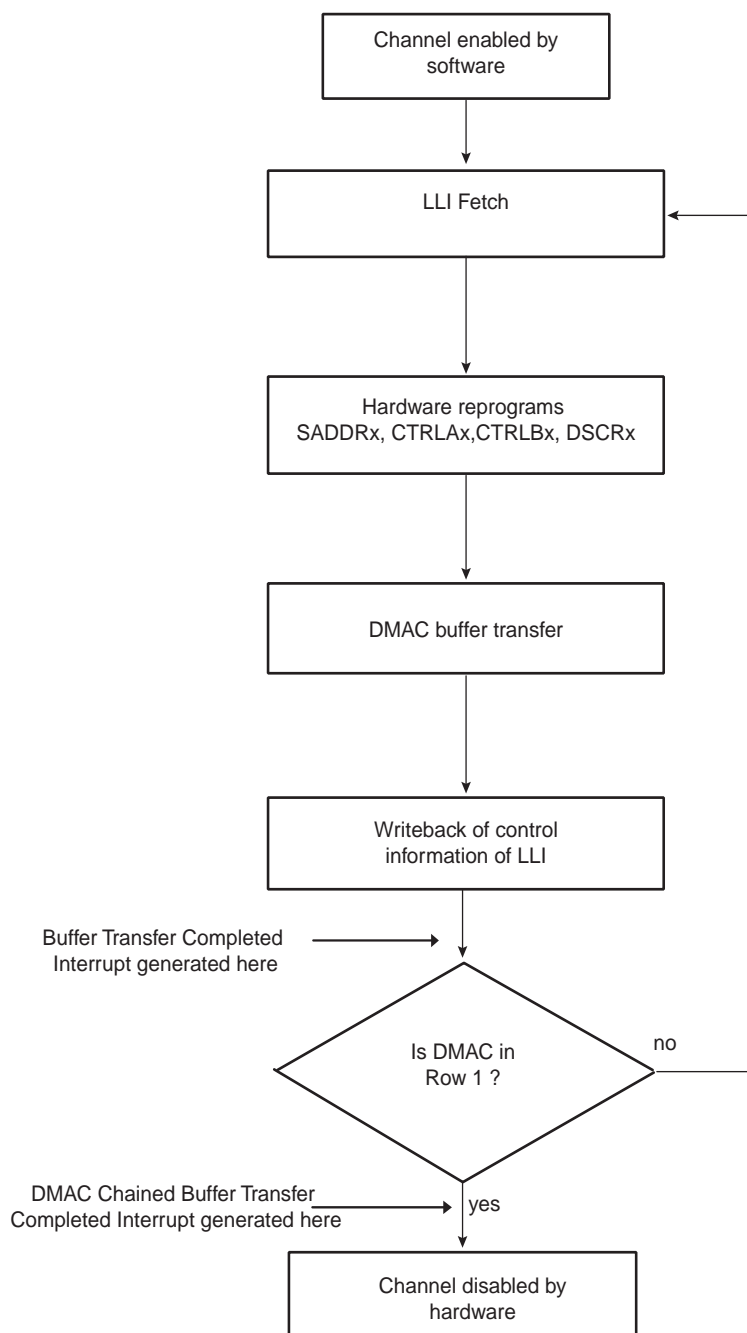 Channel enabled by
software
LLI Fetch
Hardware reprograms
SADDRx, CTRLAx,CTRLBx, DSCRx
DMAC buffer transfer
Writeback of control
information of LLI
Buffer Transfer Completed
Interrupt generated here
Is DMAC in
Row 1 ?
no
DMAC Chained Buffer Transfer
Completed Interrupt generated here
yes
Channel disabled by
hardware